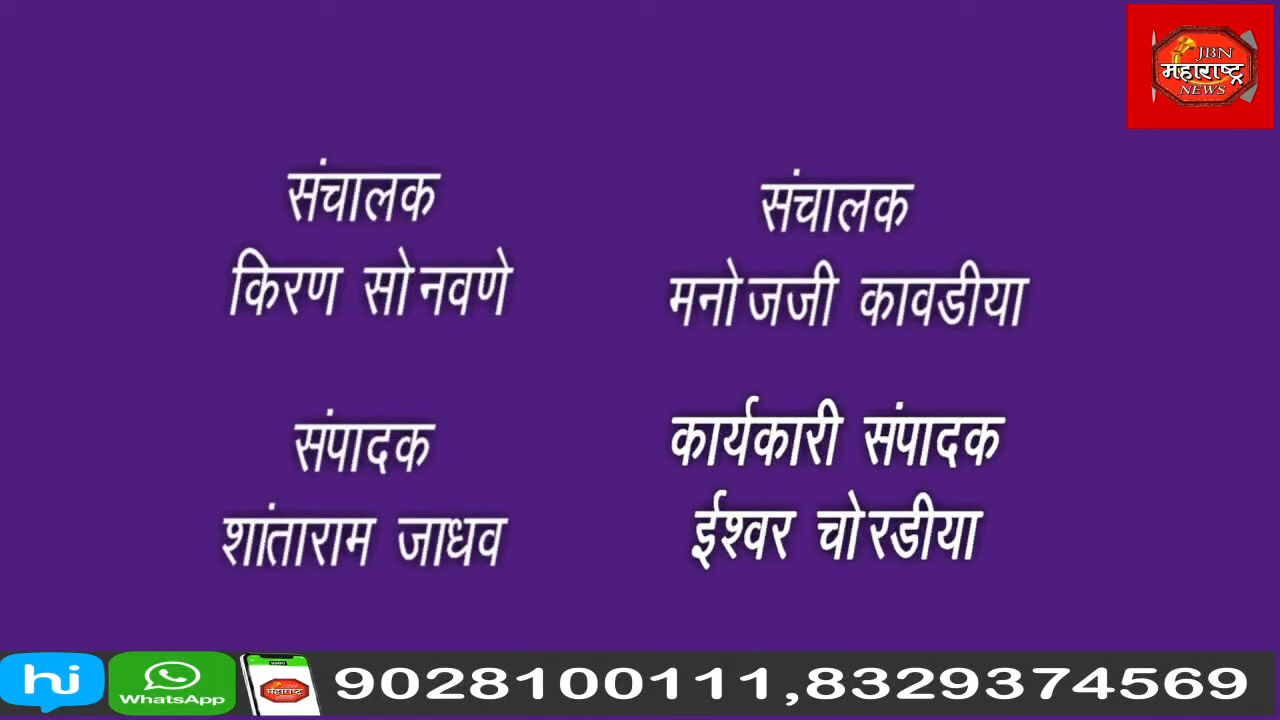 JBN
महाराष्ट्र
NEWS
संचालक
किरण सोनवणे
संचालक
मनोजजी कावडीया
संपादक
शांताराम जाधव
कार्यकारी संपादक
ईश्वर चोरडीया
hi
WhatsApp
महाराष्ट्र
9028100111,8329374569